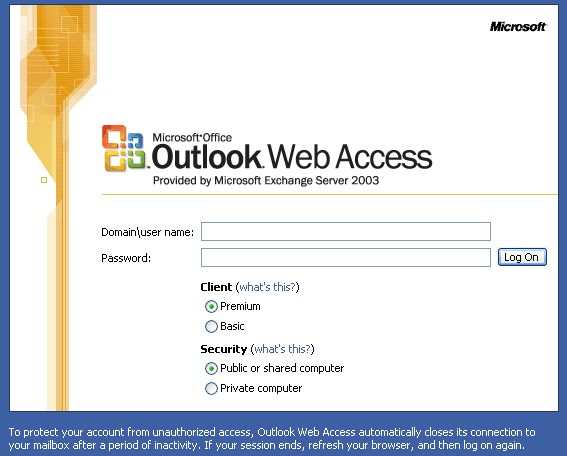 Microsoft
Microsoft Office
Outlook Web Access
Provided by Microsoft Exchange Server 2003
Domain\user name:
Password:
Log On
Client (what's this?)
Premium
Basic
Security (what's this?)
Public or shared computer
Private computer
To protect your account from unauthorized access, Outlook Web Access automatically closes its connection to
your mailbox after a period of inactivity. If your session ends, refresh your browser, and then log on again.